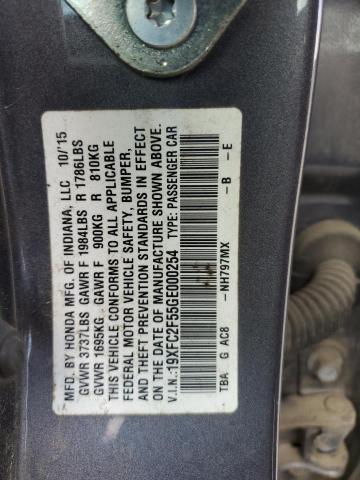 MFD. BY HONDA MFG. OF INDIANA, LLC 10/'15
GVWR 3737LBS GAWR F 1984LBS R 1786LBS
GVWR 1695KG GAWR F 900KG R 810KG
THIS VEHICLE CONFORMS TO ALL APPLICABLE
FEDERAL MOTOR VEHICLE SAFETY, BUMPER,
AND THEFT PREVENTION STANDARDS IN EFFECT
ON THE DATE OF MANUFACTURE SHOWN ABOVE.
V.I.N.:19XFC2F55GE000254 TYPE: PASSENGER CAR
TBA G AC8 –NH797MX –B –E